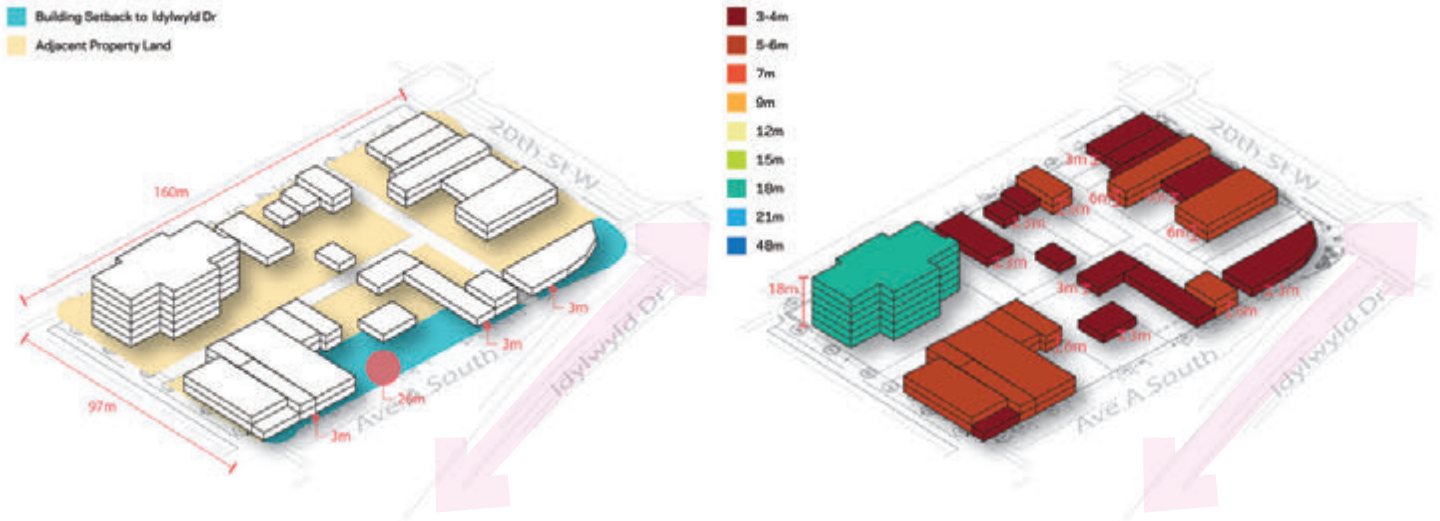 Building Setback to Idylwyld Dr
Adjacent Property Land
20th St W
160m
3m
3m
26m
3m
97m
Ave A South
Idylwyld Dr
3-4m
5-6m
7m
9m
12m
15m
18m
21m
48m
20th St W
3m
6m
6m
18m
3m
Ave A South
Idylwyld Dr